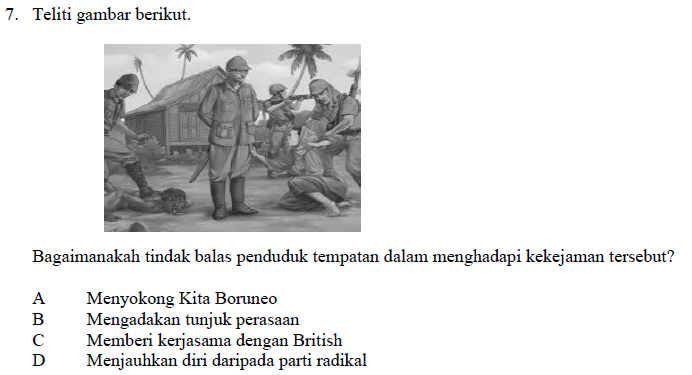 7. Teliti gambar berikut.
Bagaimanakah tindak balas penduduk tempatan dalam menghadapi kekejaman tersebut?
A Menyokong Kita Boruneo
B Mengadakan tunjuk perasaan
C Memberi kerjasama dengan British
D Menjauhkan diri daripada parti radikal